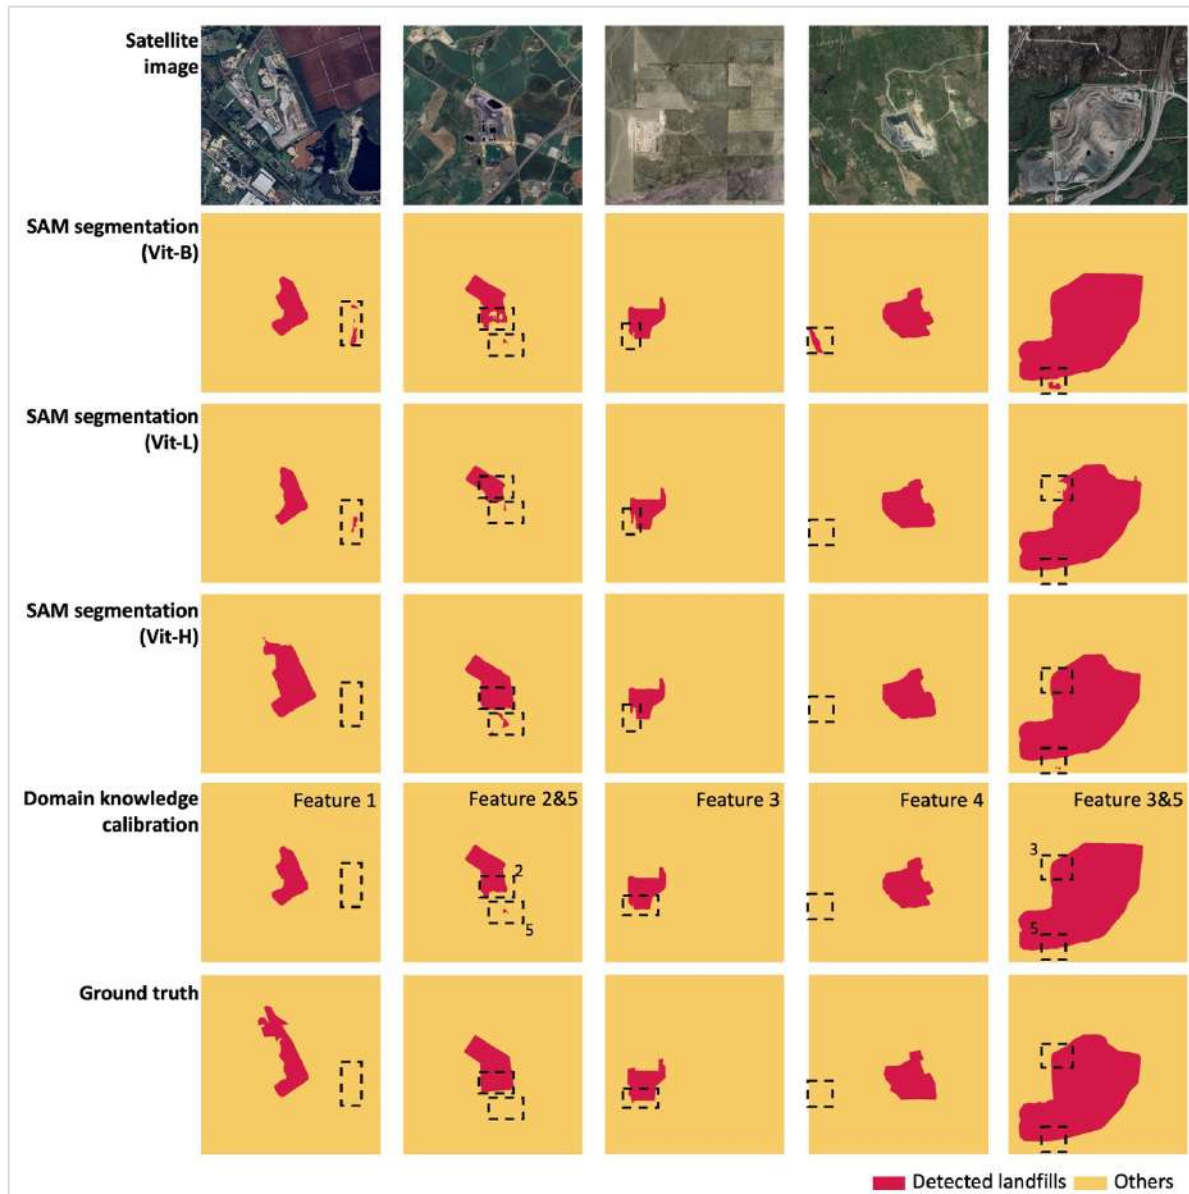 Satellite
image
SAM segmentation
(Vit-B)
SAM segmentation
(Vit-L)
SAM segmentation
(Vit-H)
Domain knowledge
calibration
Feature 1
Feature 2&5
Feature 3
Feature 4
Feature 3&5
2
5
3
5
Ground truth
Detected landfills
Others